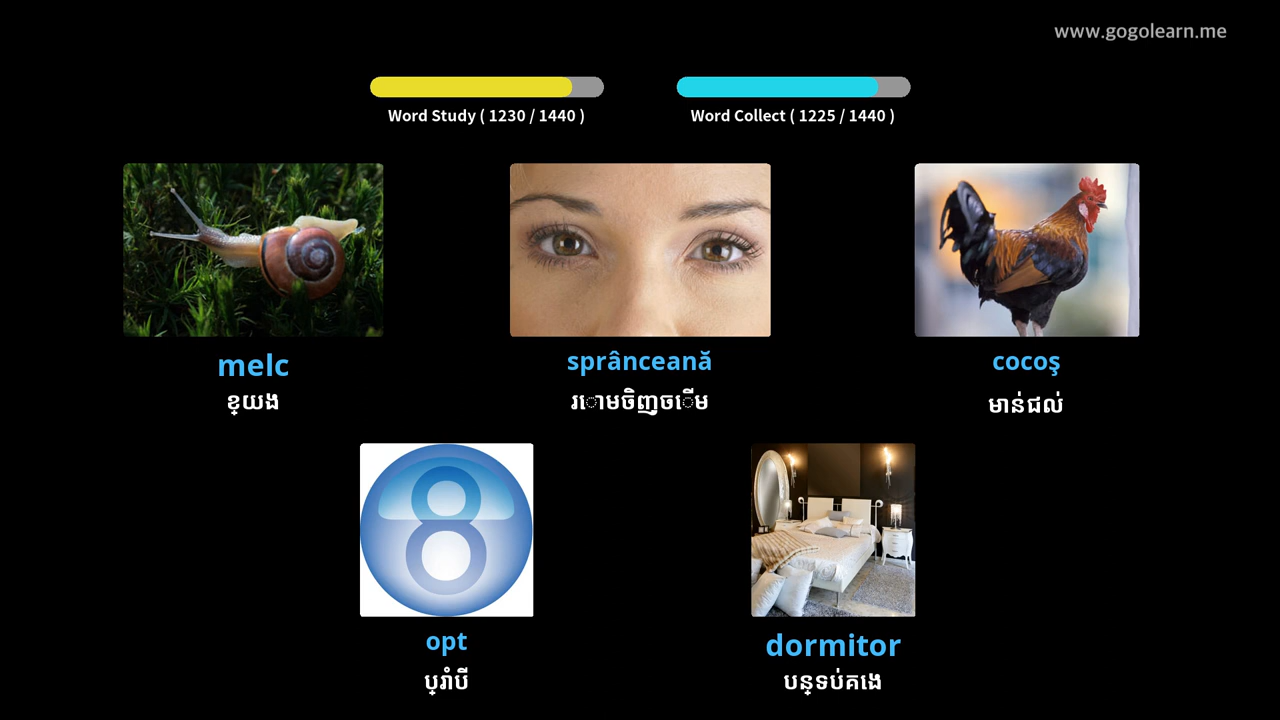 www.gogolearn.me
Word Study ( 1230 / 1440 )
Word Collect ( 1225 / 1440 )
melc
sprânceană
cocoş
ខ្យង
រោមចិញ្ចើម
មាន់ជល់
opt
dormitor
ប្រាំបី
បន្ទប់គេង